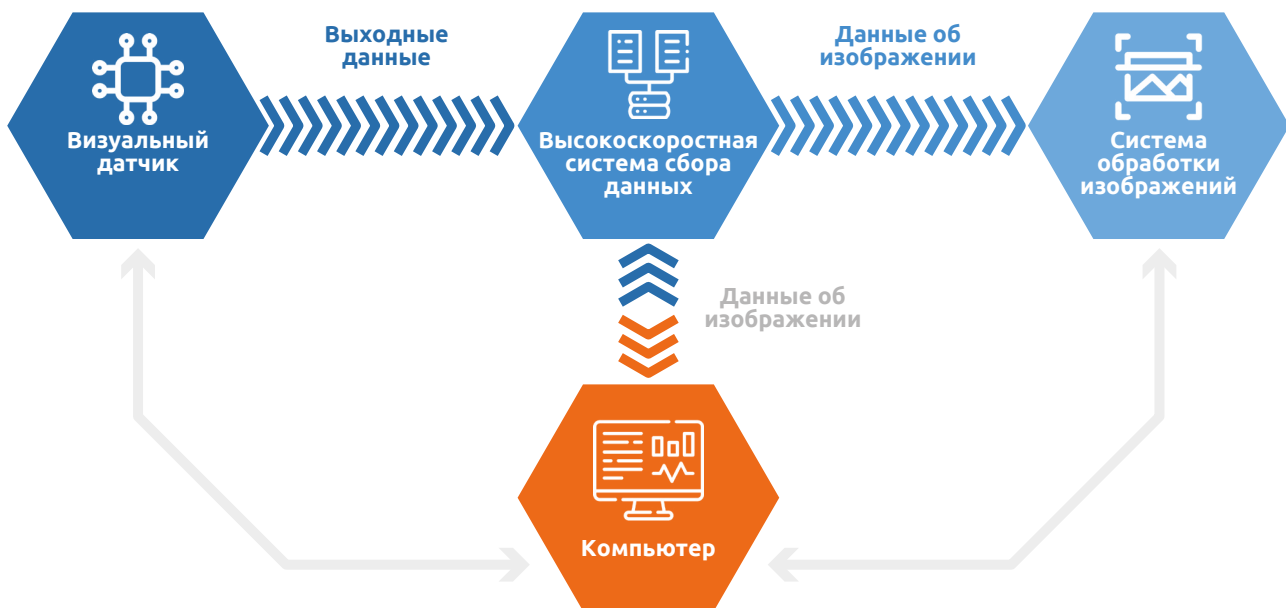 Выходные
данные
Данные об
изображении
Визуальный
датчик
Высокоскоростная
система сбора
данных
Система
обработки
изображений
Данные об
изображении
Компьютер